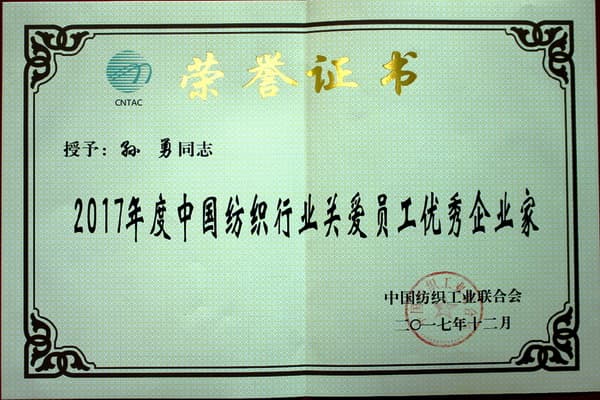 荣誉证书
CNTAC
授予：孙勇同志
2017年度中国纺织行业关爱员工优秀企业家
中国纺织工业联合会
二〇一七年十二月